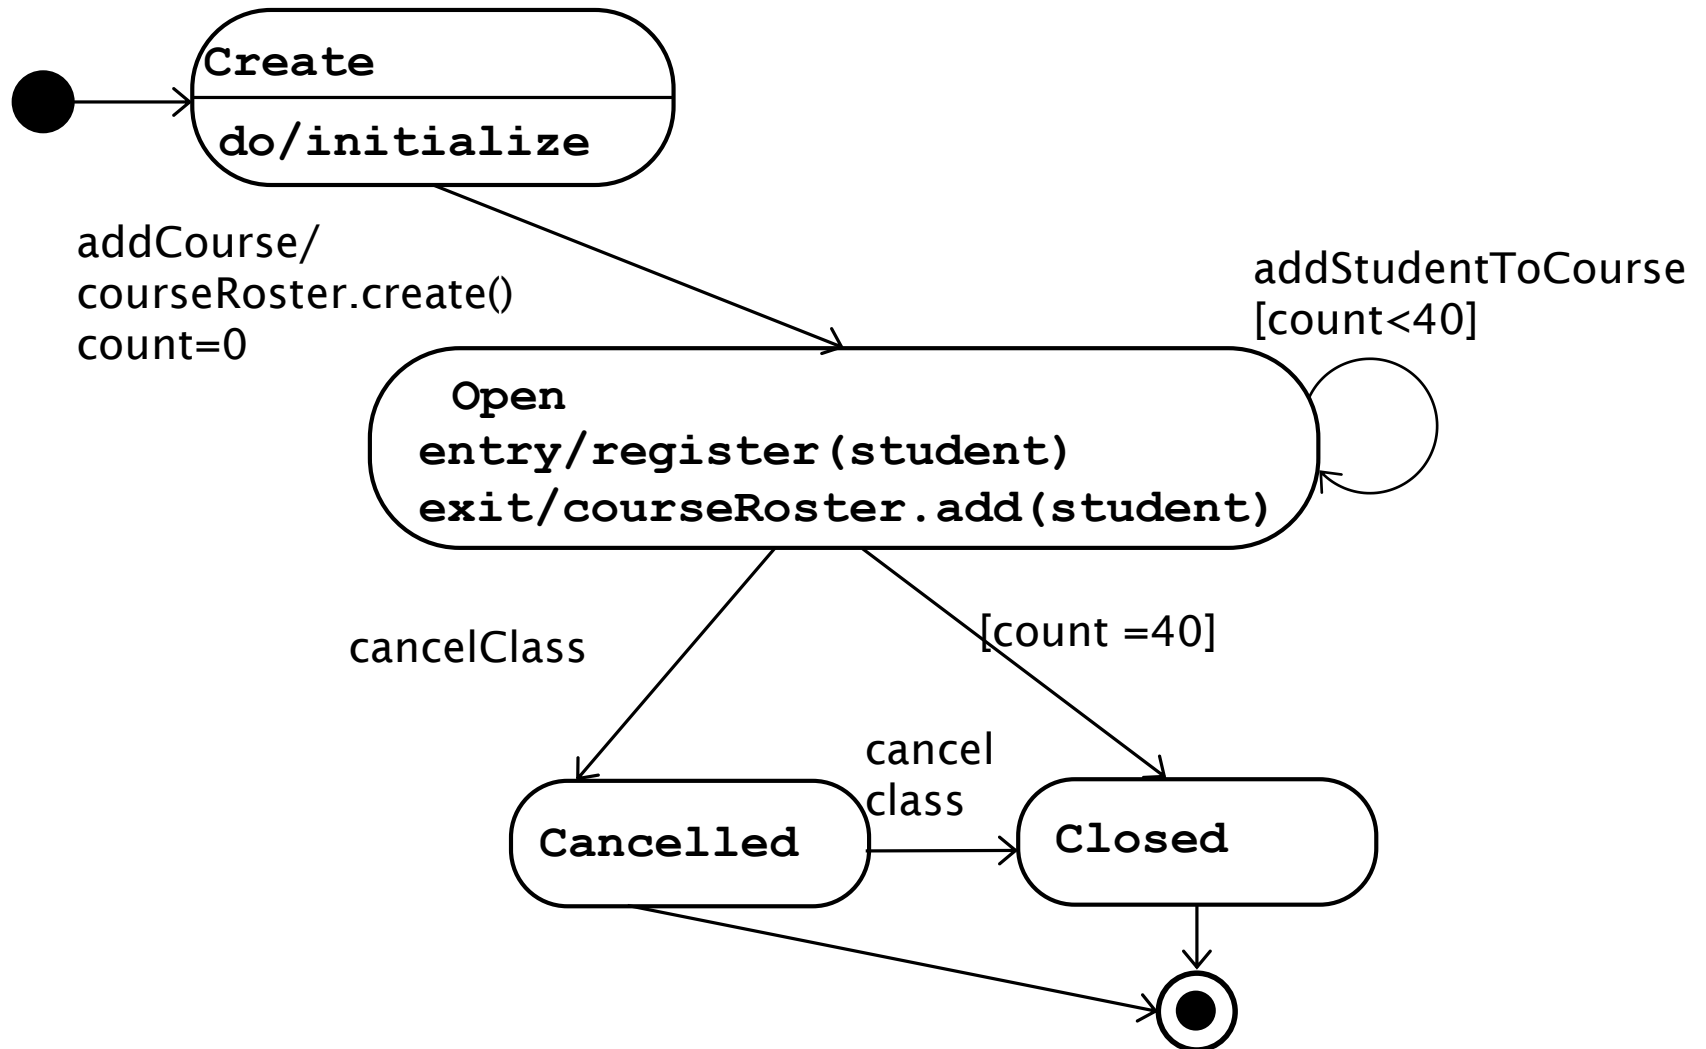 Create
do/initialize
addCourse/
courseRoster.create()
count=0
addStudentToCourse
[count<40]
Open
entry/register(student)
exit/courseRoster.add(student)
cancelClass
[count =40]
cancel
class
Cancelled
Closed